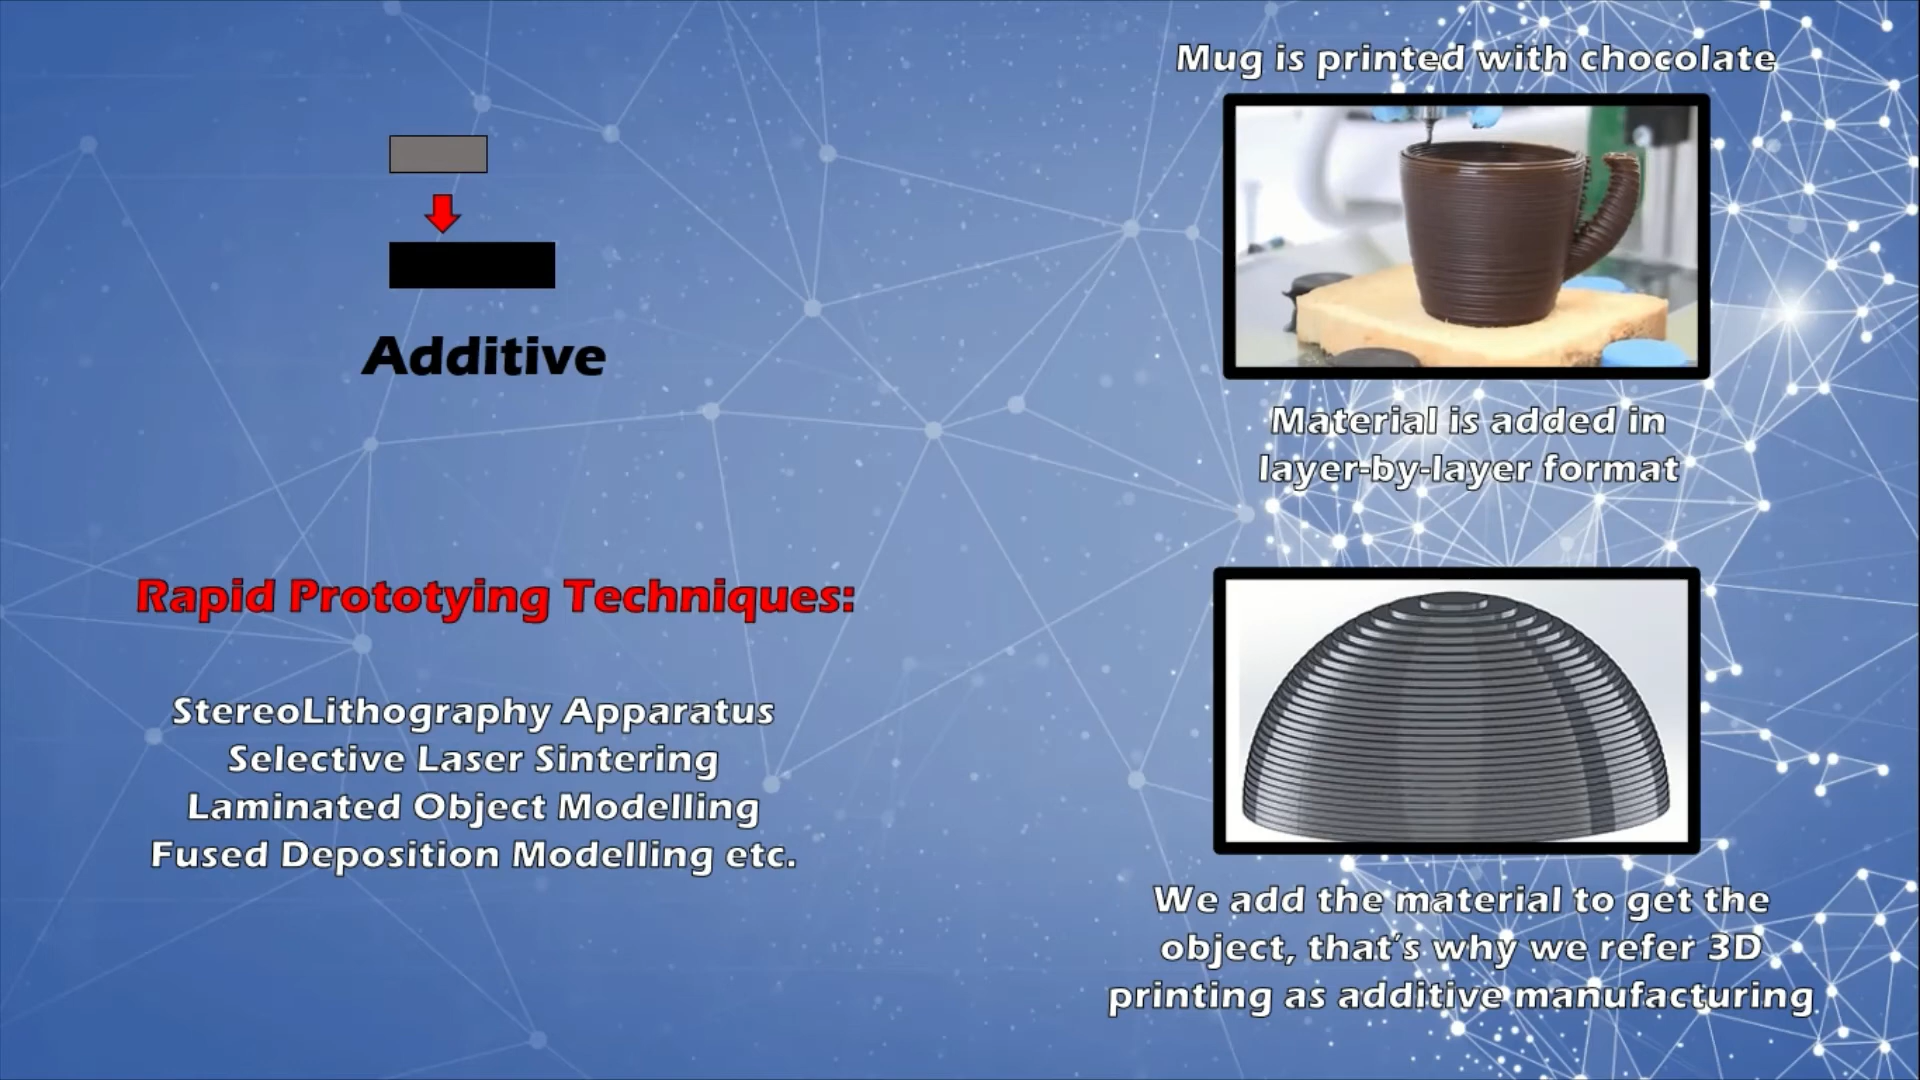 Additive
Rapid Prototying Techniques:
StereoLithography Apparatus
Selective Laser Sintering
Laminated Object Modelling
Fused Deposition Modelling etc.
Mug is printed with chocolate
Material is added in
layer-by-layer format
We add the material to get the
object, that's why we refer 3D
printing as additive manufacturing